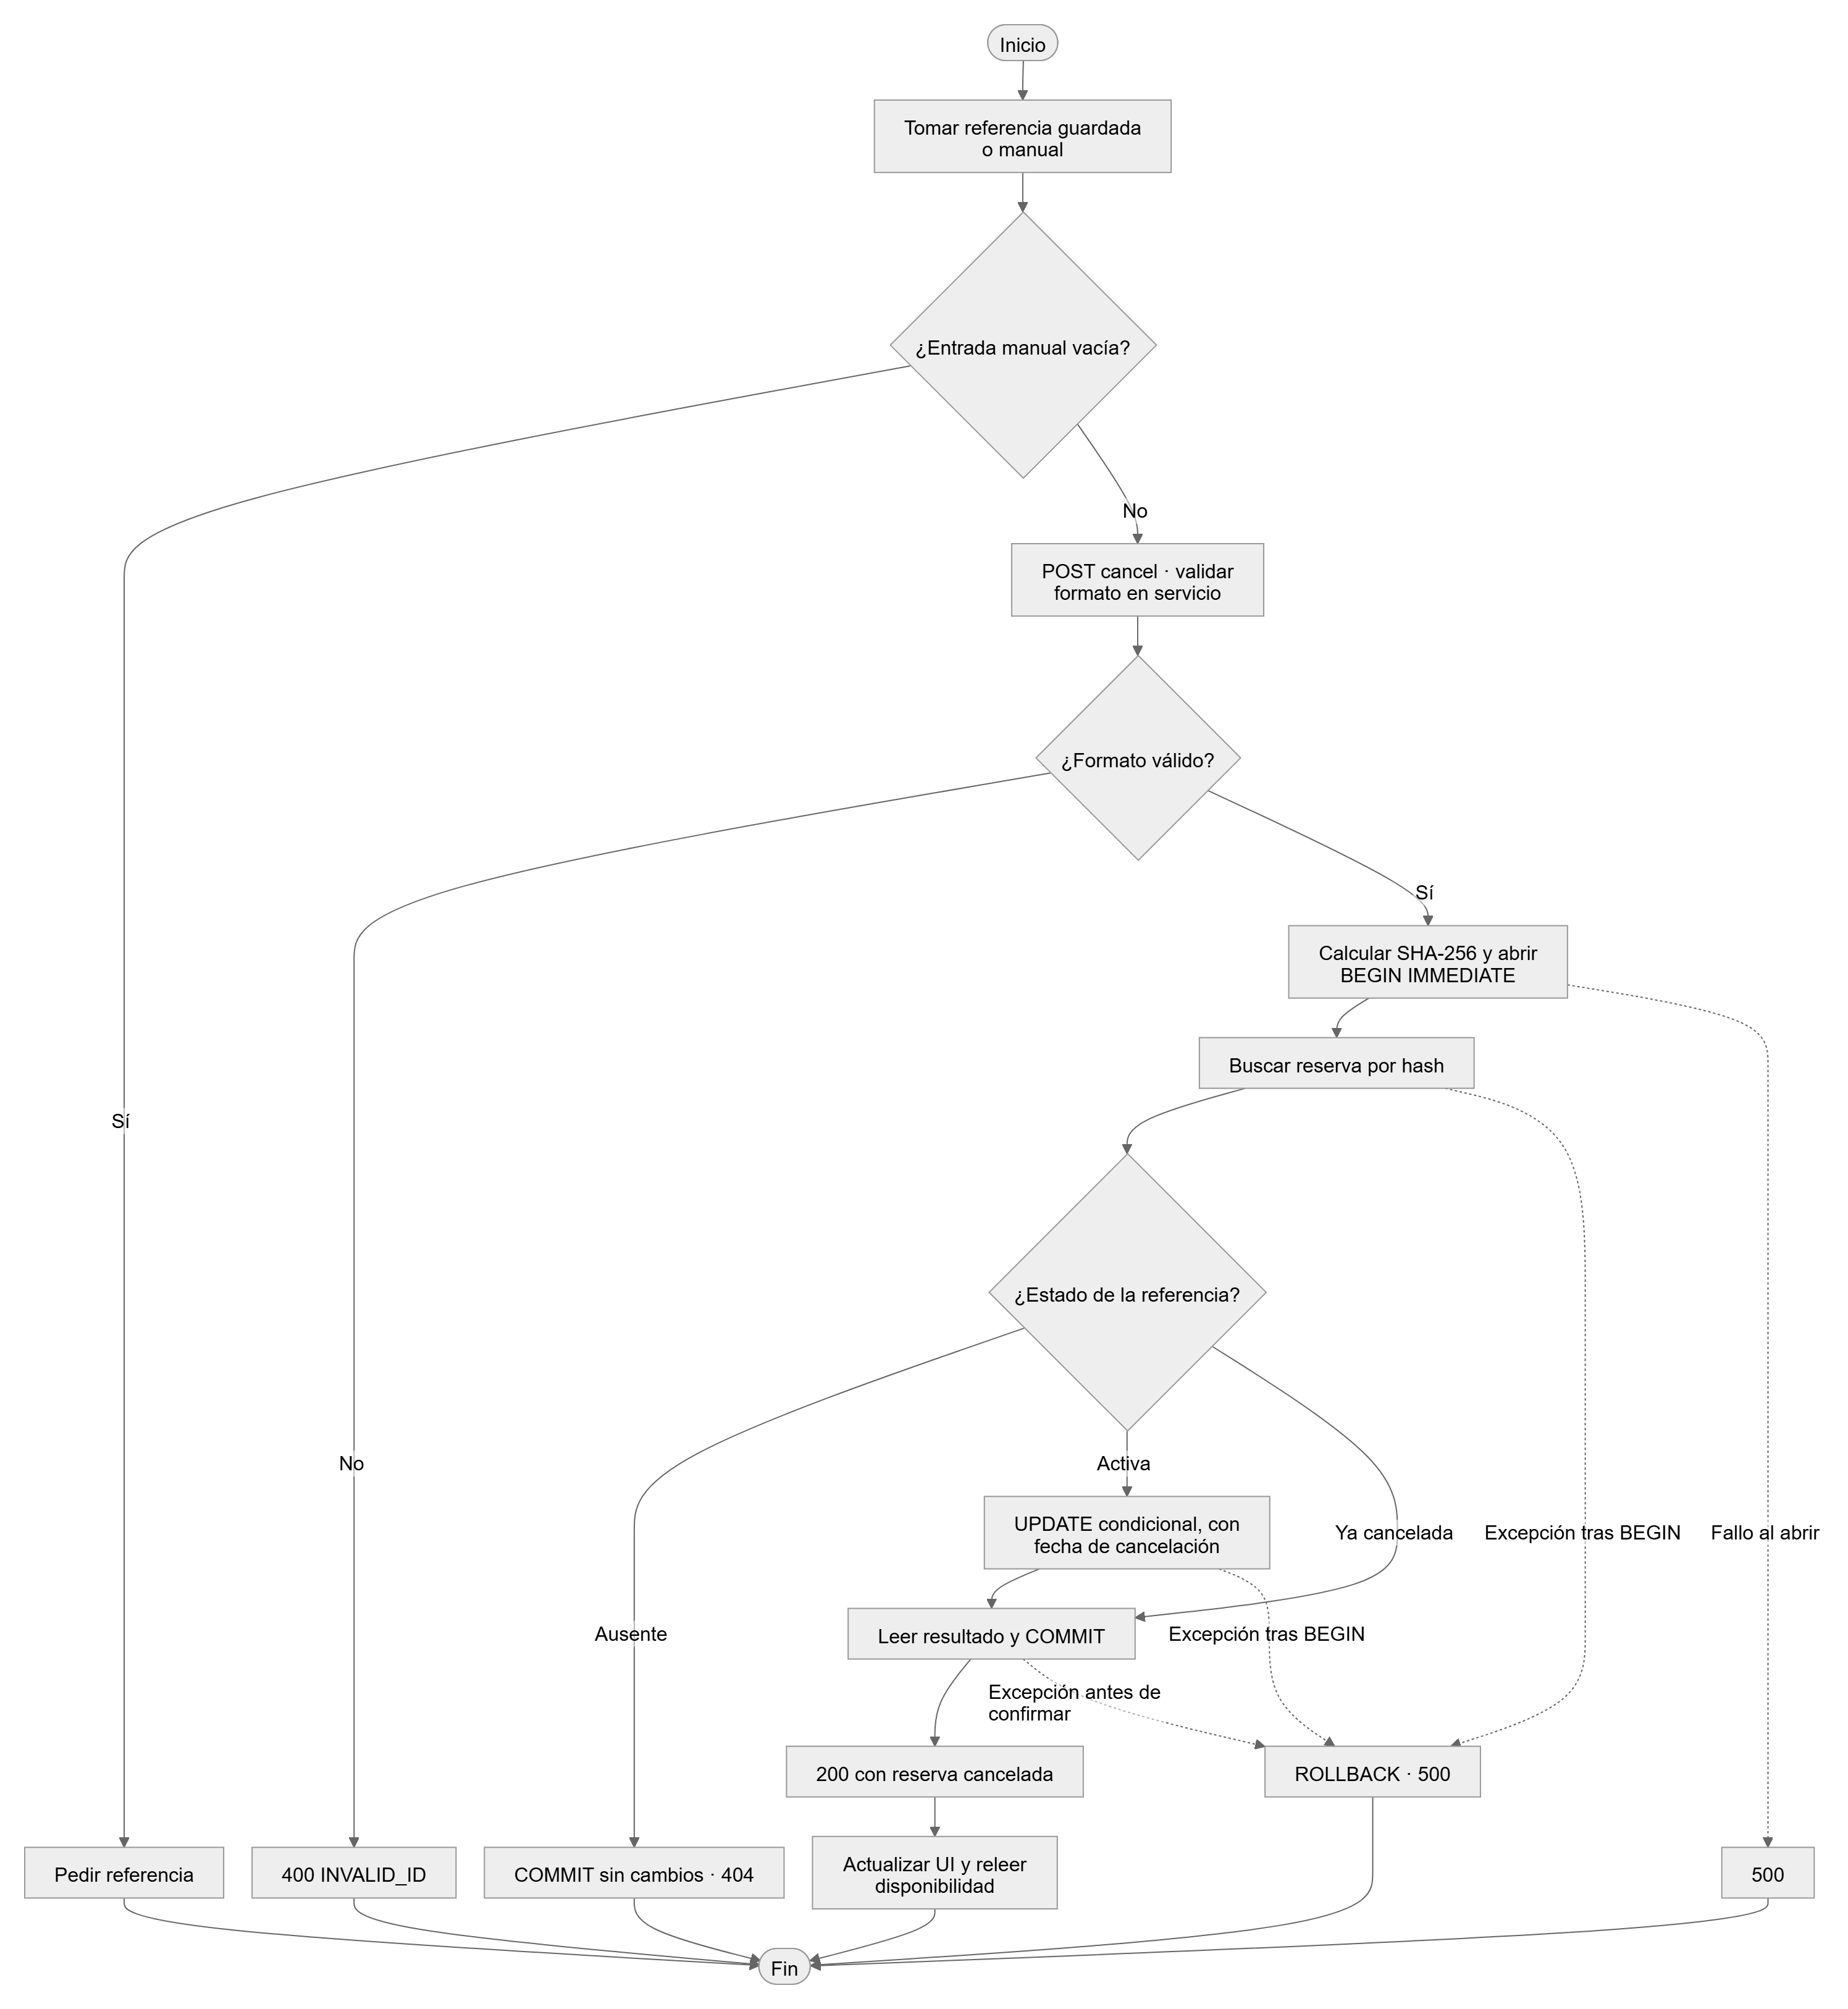 Inicio
Tomar referencia guardada
o manual
¿Entrada manual vacía?
No
POST cancel · validar
formato en servicio
¿Formato válido?
Sí
Calcular SHA-256 y abrir
BEGIN IMMEDIATE
Buscar reserva por hash
Sí
¿Estado de la referencia?
No
Activa
UPDATE condicional, con
fecha de cancelación
Ya cancelada
Excepción tras BEGIN
Fallo al abrir
Ausente
Leer resultado y COMMIT
Excepción tras BEGIN
Excepción antes de
confirmar
200 con reserva cancelada
ROLLBACK · 500
Pedir referencia
400 INVALID_ID
COMMIT sin cambios · 404
Actualizar UI y releer
disponibilidad
500
Fin